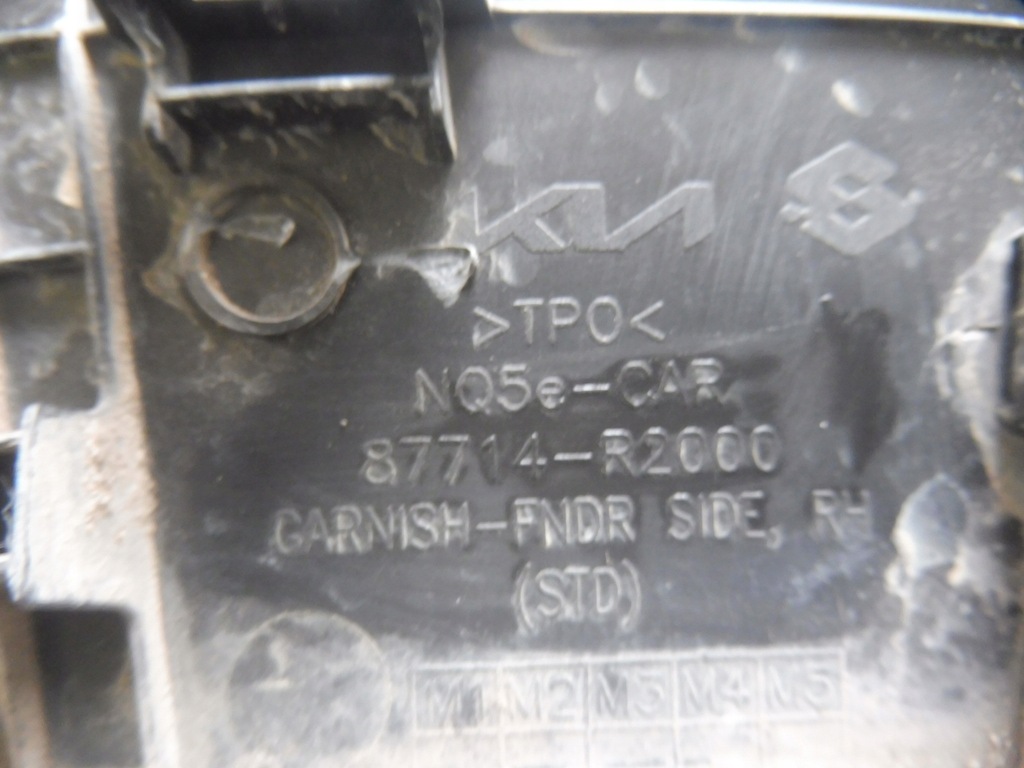 KIA
>TPO<
NQ5e-CAR
87714-R2000
GARNISH-FNDR SIDE, RH
(STD)
M1 M2 M3 M4 M5